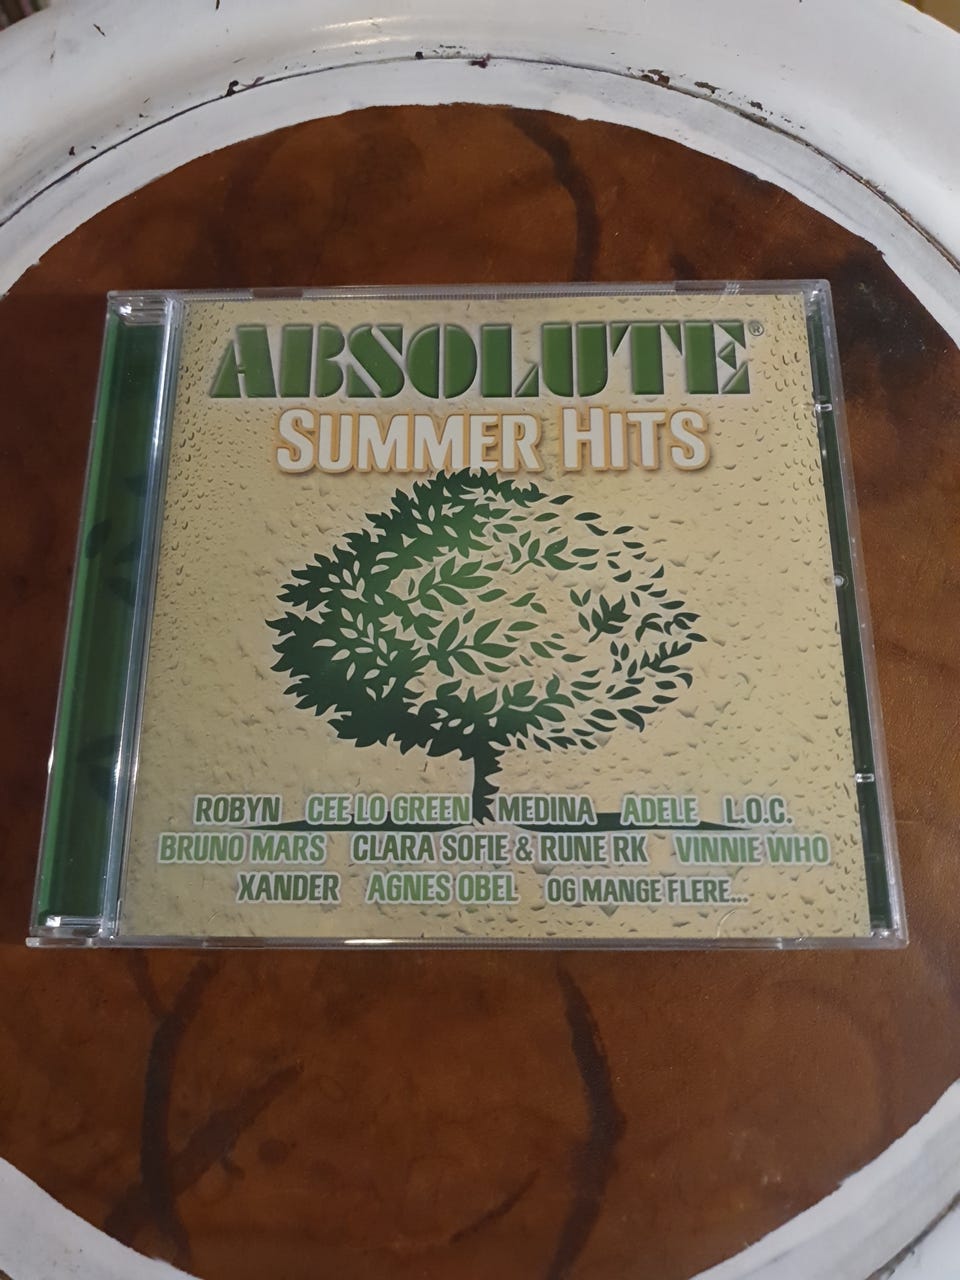 ABSOLUTE®
SUMMER HITS
ROBYN CEE LO GREEN MEDINA ADELE L.O.C.
BRUNO MARS CLARA SOFIE & RUNE RK VINNIE WHO
XANDER AGNES OBEL OG MANGE FLERE...